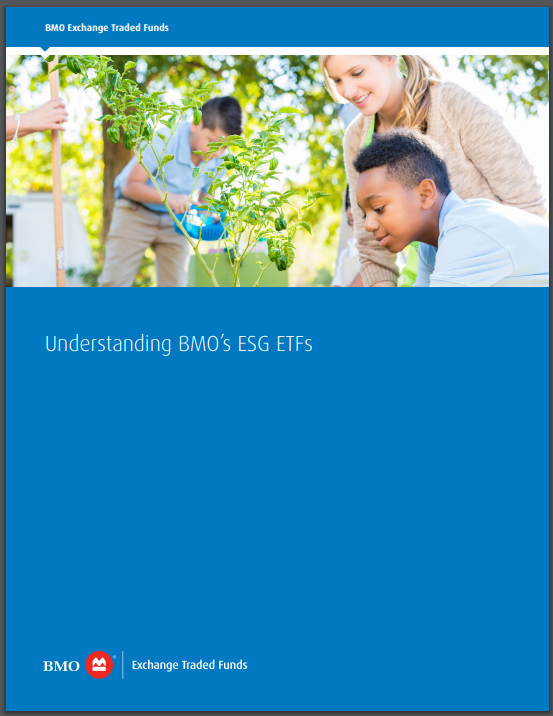 BMO Exchange Traded Funds
Understanding BMO's ESG ETFs
BMO ® Exchange Traded Funds